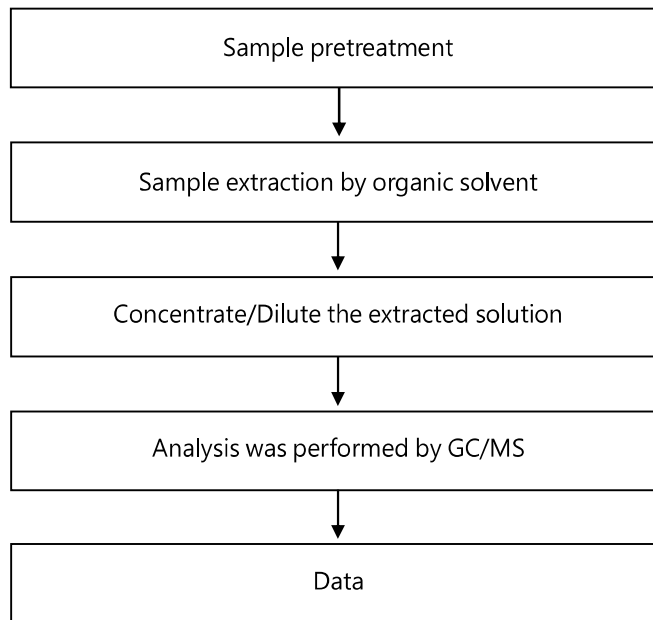 Sample pretreatment
Sample extraction by organic solvent
Concentrate/Dilute the extracted solution
Analysis was performed by GC/MS
Data